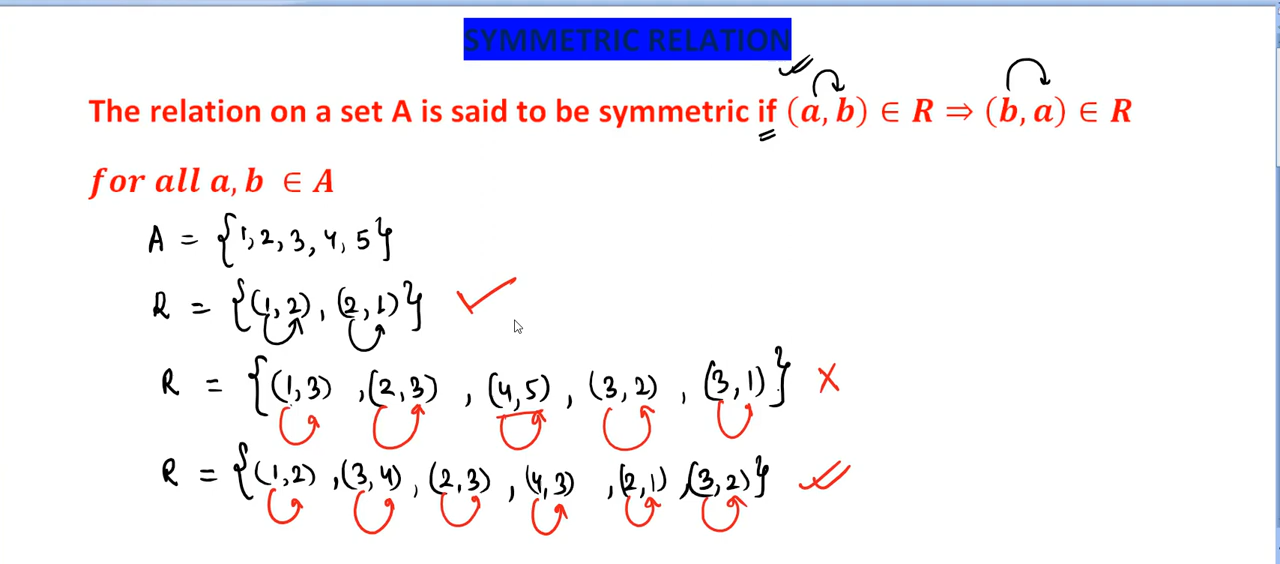 SYMMETRIC RELATION
The relation on a set A is said to be symmetric if (a, b) ∈ R ⇒ (b, a) ∈ R
for all a, b ∈ A
A = {1, 2, 3, 4, 5}
R = {(1, 2), (2, 1)} ✓
R = {(1, 3), (2, 3), (4, 5), (3, 2), (3, 1)} ✗
R = {(1, 2), (3, 4), (2, 3), (4, 3), (2, 1), (3, 2)} ✓